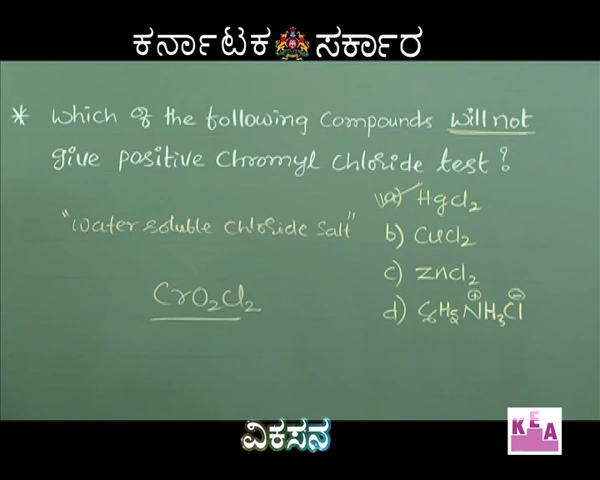 ಕರ್ನಾಟಕ ಸರ್ಕಾರ
* Which of the following compounds will not
give positive Chromyl Chloride test?
a) HgCl2
"Water soluble chloride salt"
b) CuCl2
c) ZnCl2
CrO2Cl2
d) C6H5NH3Cl
⊕ ⊖
ವಿಕಸನ
KEA